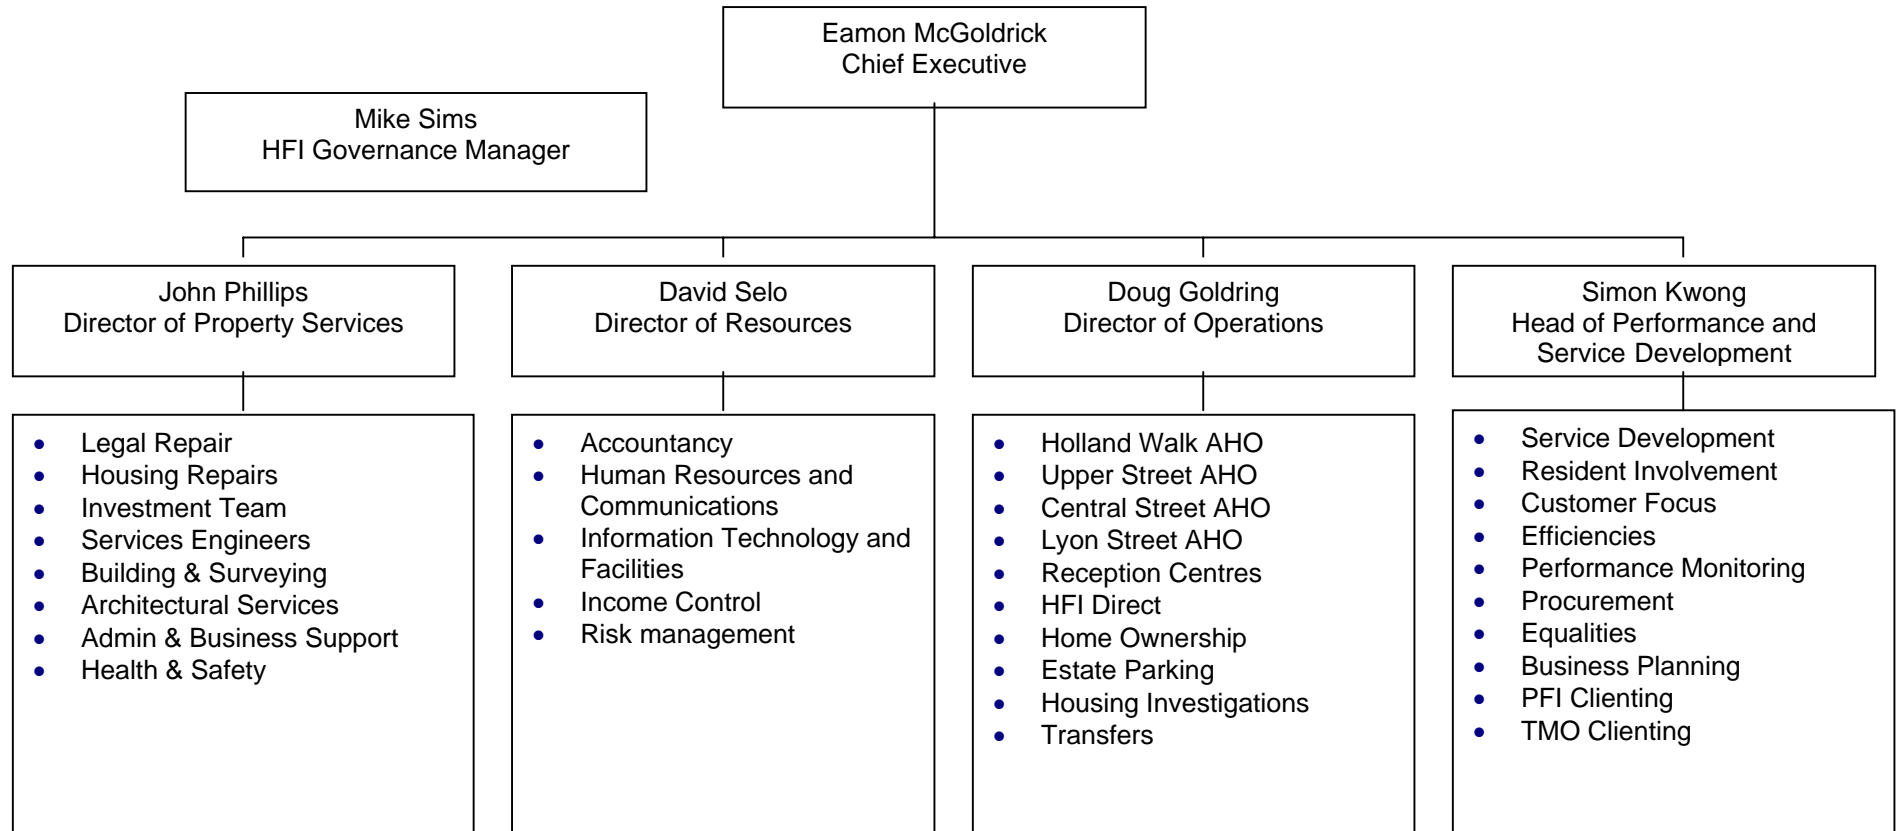 Eamon McGoldrick
Chief Executive
Mike Sims
HFI Governance Manager
John Phillips
Director of Property Services
David Selo
Director of Resources
Doug Goldring
Director of Operations
Simon Kwong
Head of Performance and
Service Development
• Legal Repair
• Housing Repairs
• Investment Team
• Services Engineers
• Building & Surveying
• Architectural Services
• Admin & Business Support
• Health & Safety
• Accountancy
• Human Resources and
Communications
• Information Technology and
Facilities
• Income Control
• Risk management
• Holland Walk AHO
• Upper Street AHO
• Central Street AHO
• Lyon Street AHO
• Reception Centres
• HFI Direct
• Home Ownership
• Estate Parking
• Housing Investigations
• Transfers
• Service Development
• Resident Involvement
• Customer Focus
• Efficiencies
• Performance Monitoring
• Procurement
• Equalities
• Business Planning
• PFI Clienting
• TMO Clienting